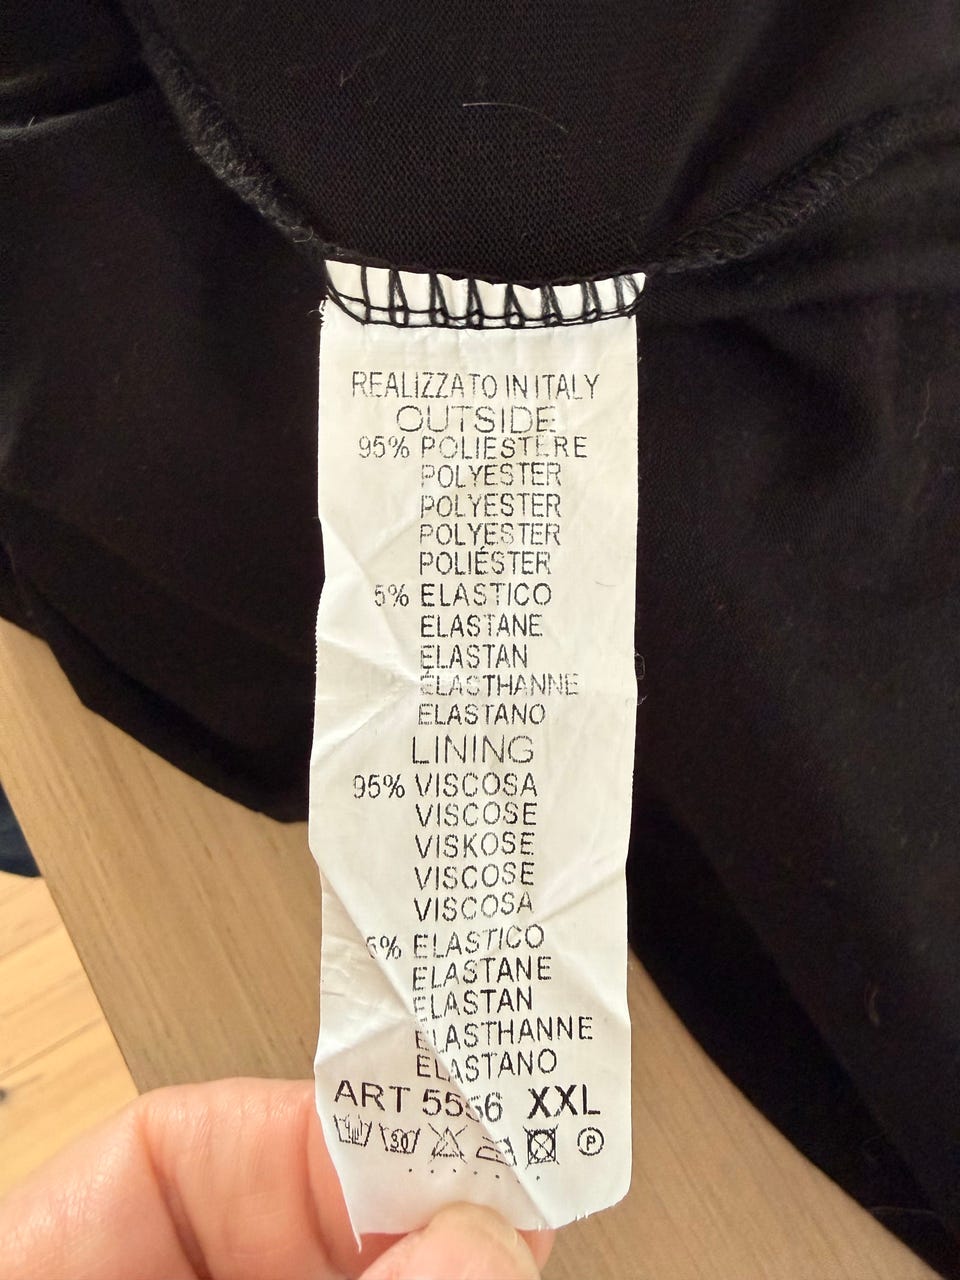 REALIZZATO IN ITALY
OUTSIDE
95% POLIESTERE
POLYESTER
POLYESTER
POLYESTER
POLIÉSTER
5% ELASTICO
ELASTANE
ELASTAN
ÉLASTHANNE
ELASTANO
LINING
95% VISCOSA
VISCOSE
VISKOSE
VISCOSE
VISCOSA
5% ELASTICO
ELASTANE
ELASTAN
ELASTHANNE
ELASTANO
ART 5556 XXL
30 P